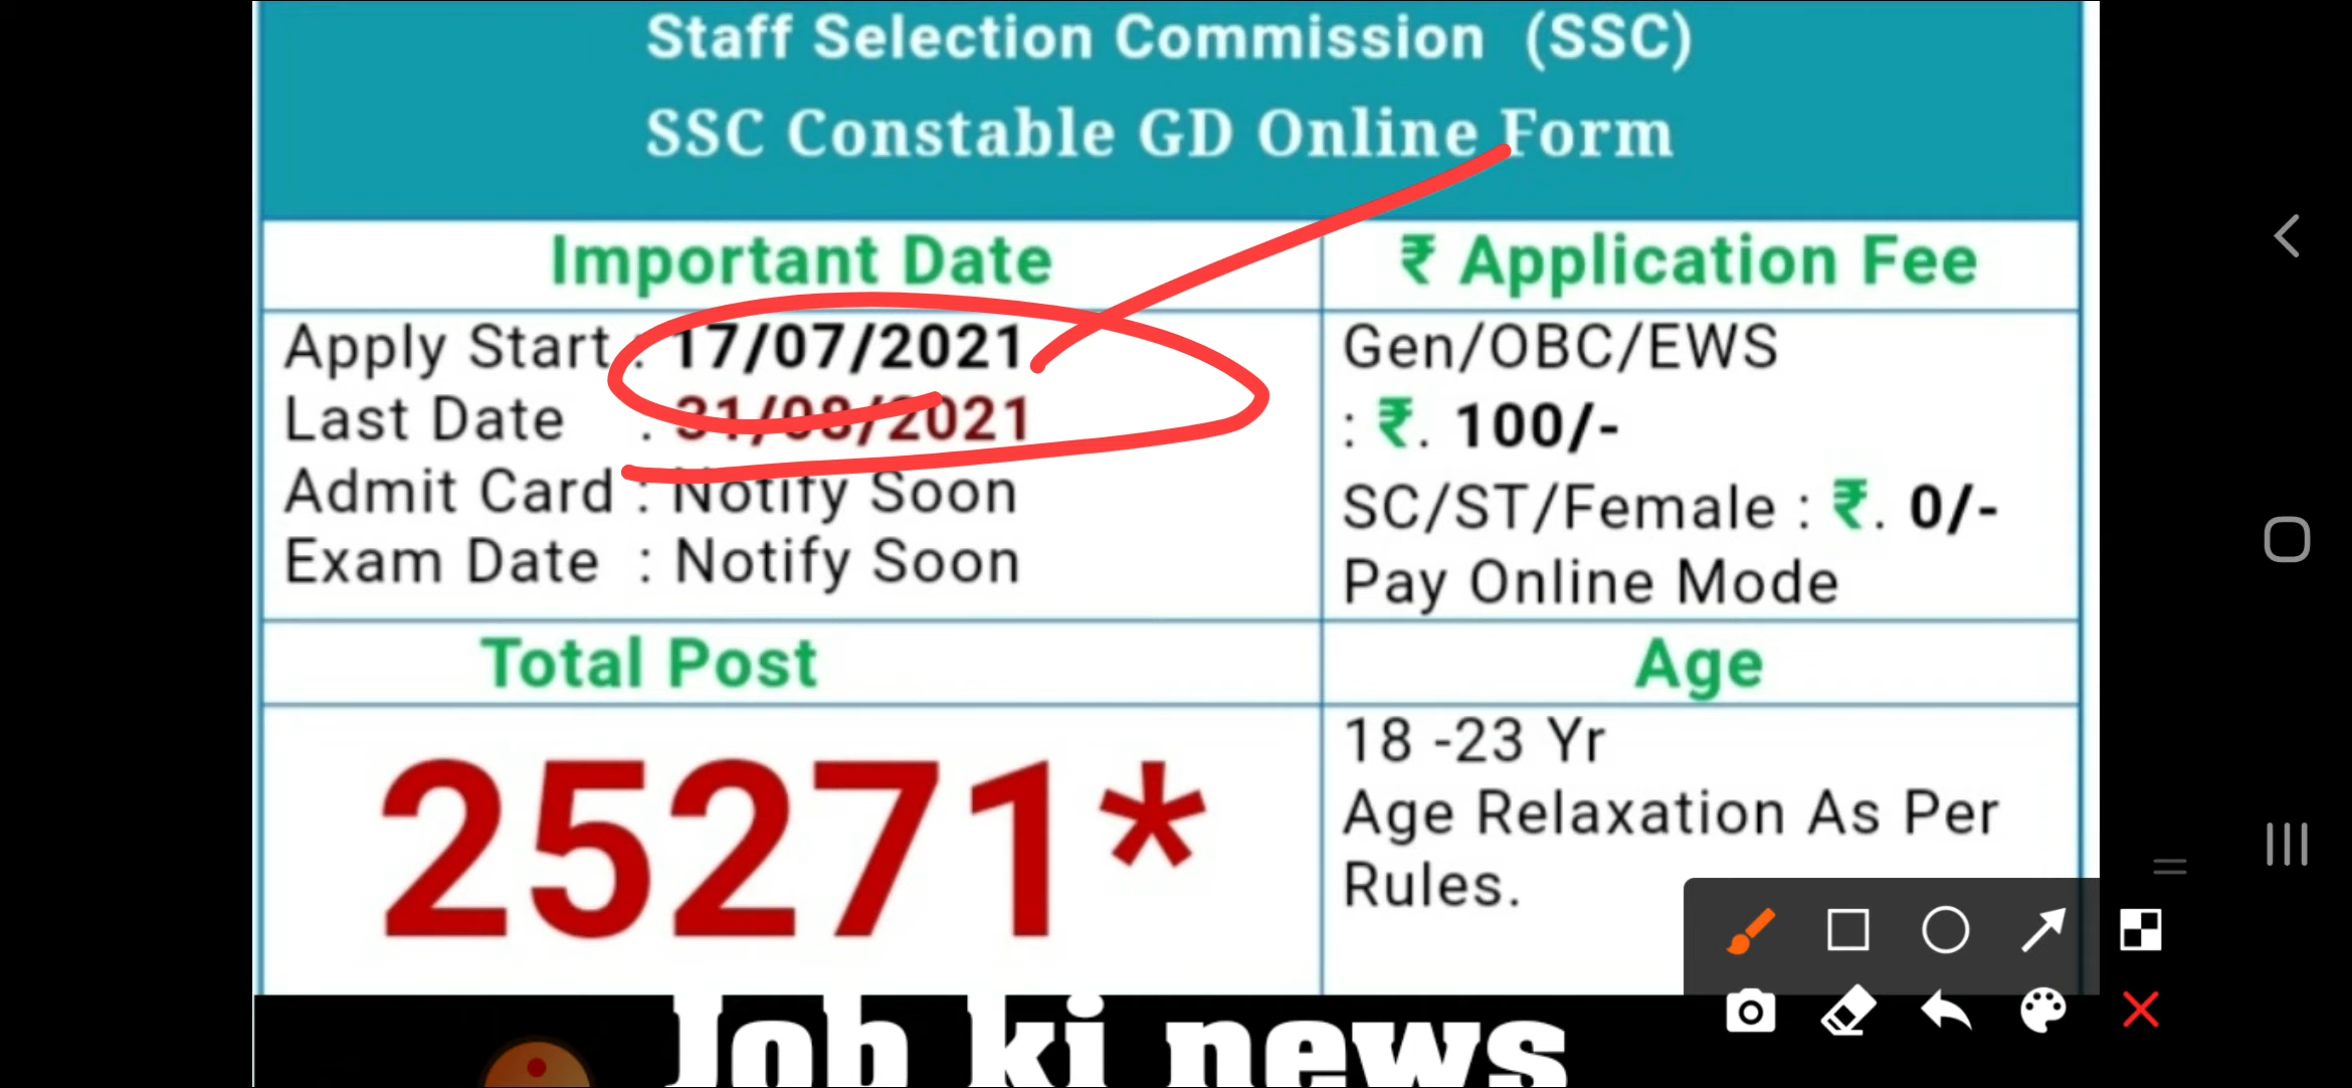 Staff Selection Commission (SSC)
SSC Constable GD Online Form
Important Date
Apply Start : 17/07/2021
Last Date : 31/08/2021
Admit Card : Notify Soon
Exam Date : Notify Soon
₹ Application Fee
Gen/OBC/EWS
: ₹. 100/-
SC/ST/Female : ₹. 0/-
Pay Online Mode
Total Post
25271*
Age
18 -23 Yr
Age Relaxation As Per
Rules.
Job ki news